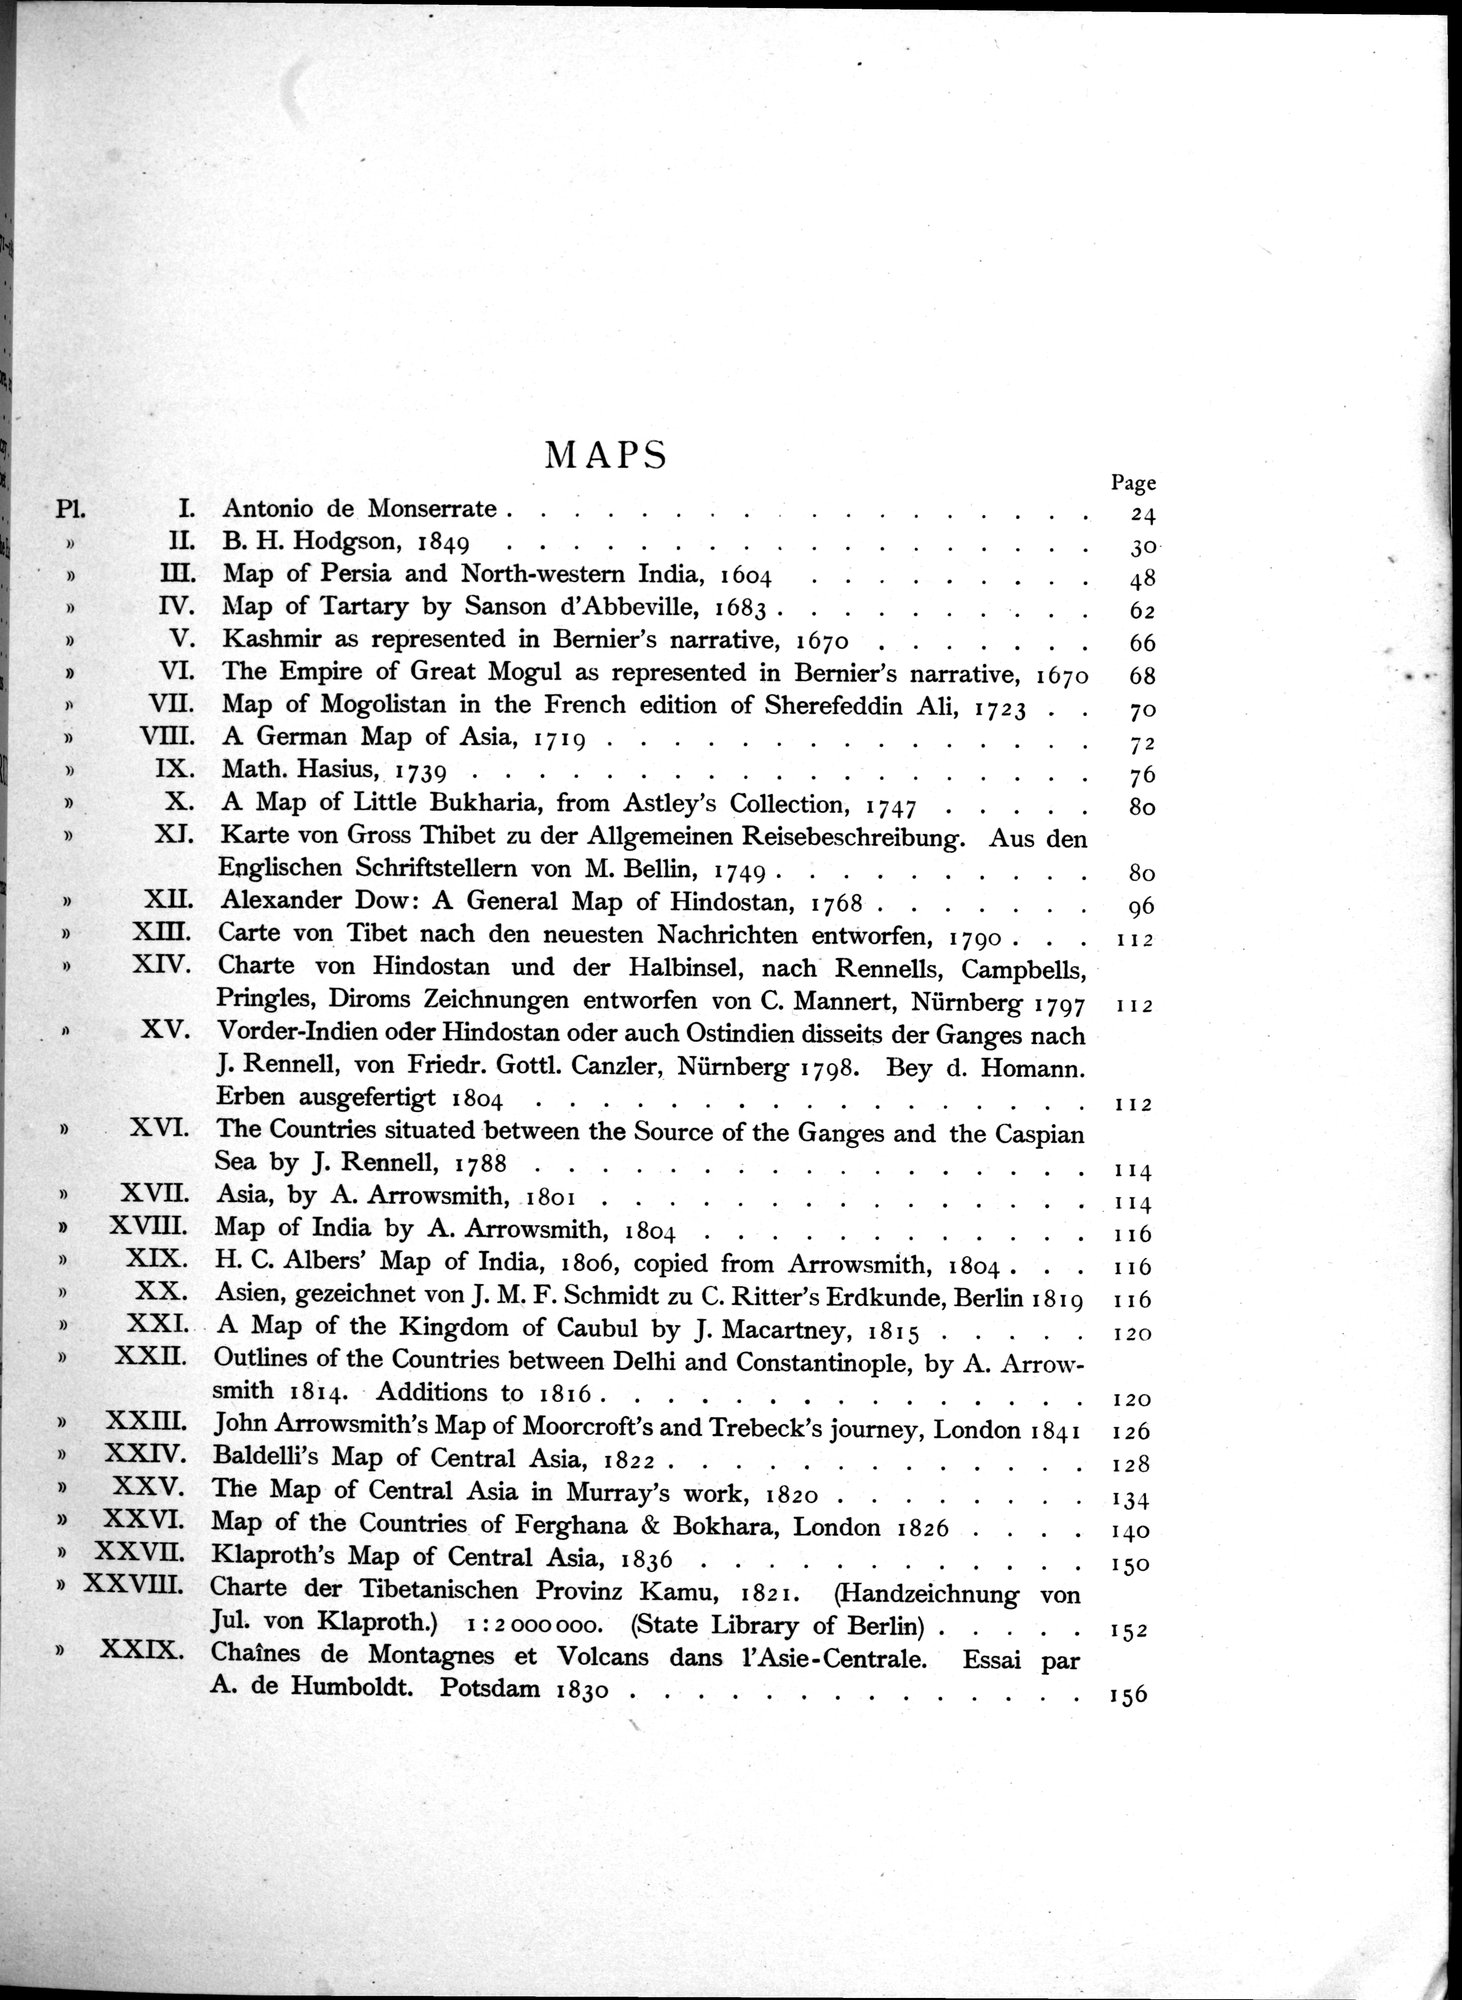 MAPS
Page
Pl. I. Antonio de Monserrate . . . . . . . . . . . . . . . . . . 24
» II. B. H. Hodgson, 1849 . . . . . . . . . . . . . . . . . . 30
» III. Map of Persia and North-western India, 1604 . . . . . . . . . 48
» IV. Map of Tartary by Sanson d'Abbeville, 1683 . . . . . . . . . . 62
» V. Kashmir as represented in Bernier's narrative, 1670 . . . . . . . 66
» VI. The Empire of Great Mogul as represented in Bernier's narrative, 1670 68
» VII. Map of Mogolistan in the French edition of Sherefeddin Ali, 1723 . . 70
» VIII. A German Map of Asia, 1719 . . . . . . . . . . . . . . . 72
» IX. Math. Hasius, 1739 . . . . . . . . . . . . . . . . . . . 76
» X. A Map of Little Bukharia, from Astley's Collection, 1747 . . . . . 80
» XI. Karte von Gross Thibet zu der Allgemeinen Reisebeschreibung. Aus den
Englischen Schriftstellern von M. Bellin, 1749 . . . . . . . . . . 80
» XII. Alexander Dow: A General Map of Hindostan, 1768 . . . . . . . 96
» XIII. Carte von Tibet nach den neuesten Nachrichten entworfen, 1790 . . . 112
» XIV. Charte von Hindostan und der Halbinsel, nach Rennells, Campbells,
Pringles, Diroms Zeichnungen entworfen von C. Mannert, Nürnberg 1797 112
» XV. Vorder-Indien oder Hindostan oder auch Ostindien disseits der Ganges nach
J. Rennell, von Friedr. Gottl. Canzler, Nürnberg 1798. Bey d. Homann.
Erben ausgefertigt 1804 . . . . . . . . . . . . . . . . . 112
» XVI. The Countries situated between the Source of the Ganges and the Caspian
Sea by J. Rennell, 1788 . . . . . . . . . . . . . . . . . 114
» XVII. Asia, by A. Arrowsmith, 1801 . . . . . . . . . . . . . . . 114
» XVIII. Map of India by A. Arrowsmith, 1804 . . . . . . . . . . . . 116
» XIX. H. C. Albers' Map of India, 1806, copied from Arrowsmith, 1804 . . . 116
» XX. Asien, gezeichnet von J. M. F. Schmidt zu C. Ritter's Erdkunde, Berlin 1819 116
» XXI. A Map of the Kingdom of Caubul by J. Macartney, 1815 . . . . . 120
» XXII. Outlines of the Countries between Delhi and Constantinople, by A. Arrow-
smith 1814. Additions to 1816 . . . . . . . . . . . . . . . 120
» XXIII. John Arrowsmith's Map of Moorcroft's and Trebeck's journey, London 1841 126
» XXIV. Baldelli's Map of Central Asia, 1822 . . . . . . . . . . . . . 128
» XXV. The Map of Central Asia in Murray's work, 1820 . . . . . . . . 134
» XXVI. Map of the Countries of Ferghana & Bokhara, London 1826 . . . . 140
» XXVII. Klaproth's Map of Central Asia, 1836 . . . . . . . . . . . . 150
» XXVIII. Charte der Tibetanischen Provinz Kamu, 1821. (Handzeichnung von
Jul. von Klaproth.) 1 : 2 000 000. (State Library of Berlin) . . . . . 152
» XXIX. Chaînes de Montagnes et Volcans dans l'Asie-Centrale. Essai par
A. de Humboldt. Potsdam 1830 . . . . . . . . . . . . . . 156